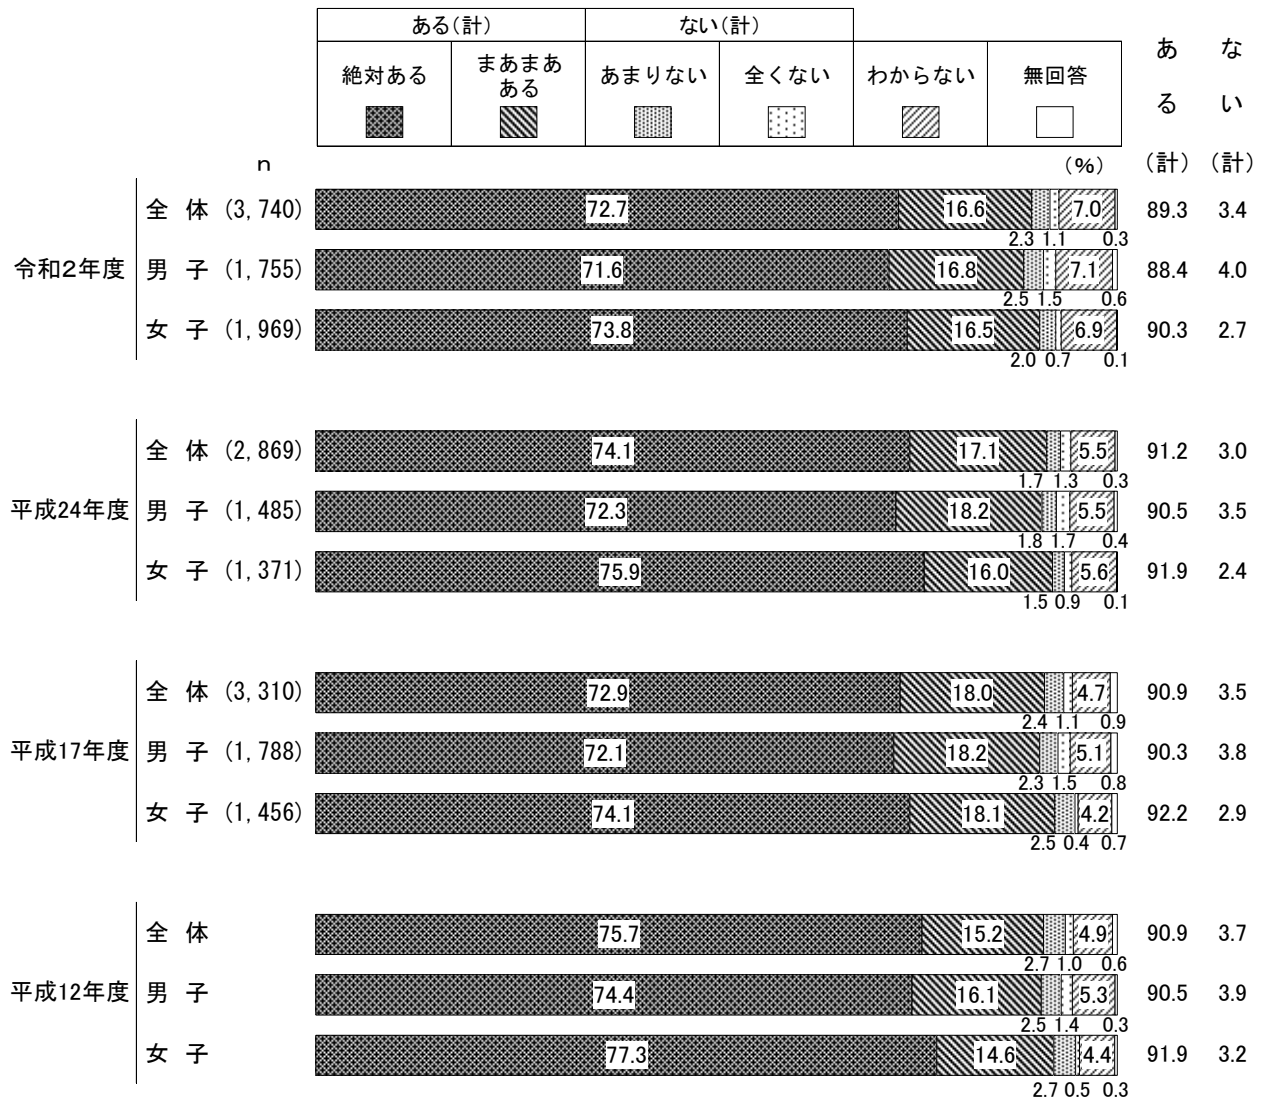 ある(計) ない(計)
絶対ある まあまあ あまりない 全くない わからない 無回答
ある
ある ない
n (%) (計) (計)
令和2年度
全 体 (3,740) 72.7 16.6 7.0 89.3 3.4
2.3 1.1 0.3
男 子 (1,755) 71.6 16.8 7.1 88.4 4.0
2.5 1.5 0.6
女 子 (1,969) 73.8 16.5 6.9 90.3 2.7
2.0 0.7 0.1
平成24年度
全 体 (2,869) 74.1 17.1 5.5 91.2 3.0
1.7 1.3 0.3
男 子 (1,485) 72.3 18.2 5.5 90.5 3.5
1.8 1.7 0.4
女 子 (1,371) 75.9 16.0 5.6 91.9 2.4
1.5 0.9 0.1
平成17年度
全 体 (3,310) 72.9 18.0 4.7 90.9 3.5
2.4 1.1 0.9
男 子 (1,788) 72.1 18.2 5.1 90.3 3.8
2.3 1.5 0.8
女 子 (1,456) 74.1 18.1 4.2 92.2 2.9
2.5 0.4 0.7
平成12年度
全 体 75.7 15.2 4.9 90.9 3.7
2.7 1.0 0.6
男 子 74.4 16.1 5.3 90.5 3.9
2.5 1.4 0.3
女 子 77.3 14.6 4.4 91.9 3.2
2.7 0.5 0.3